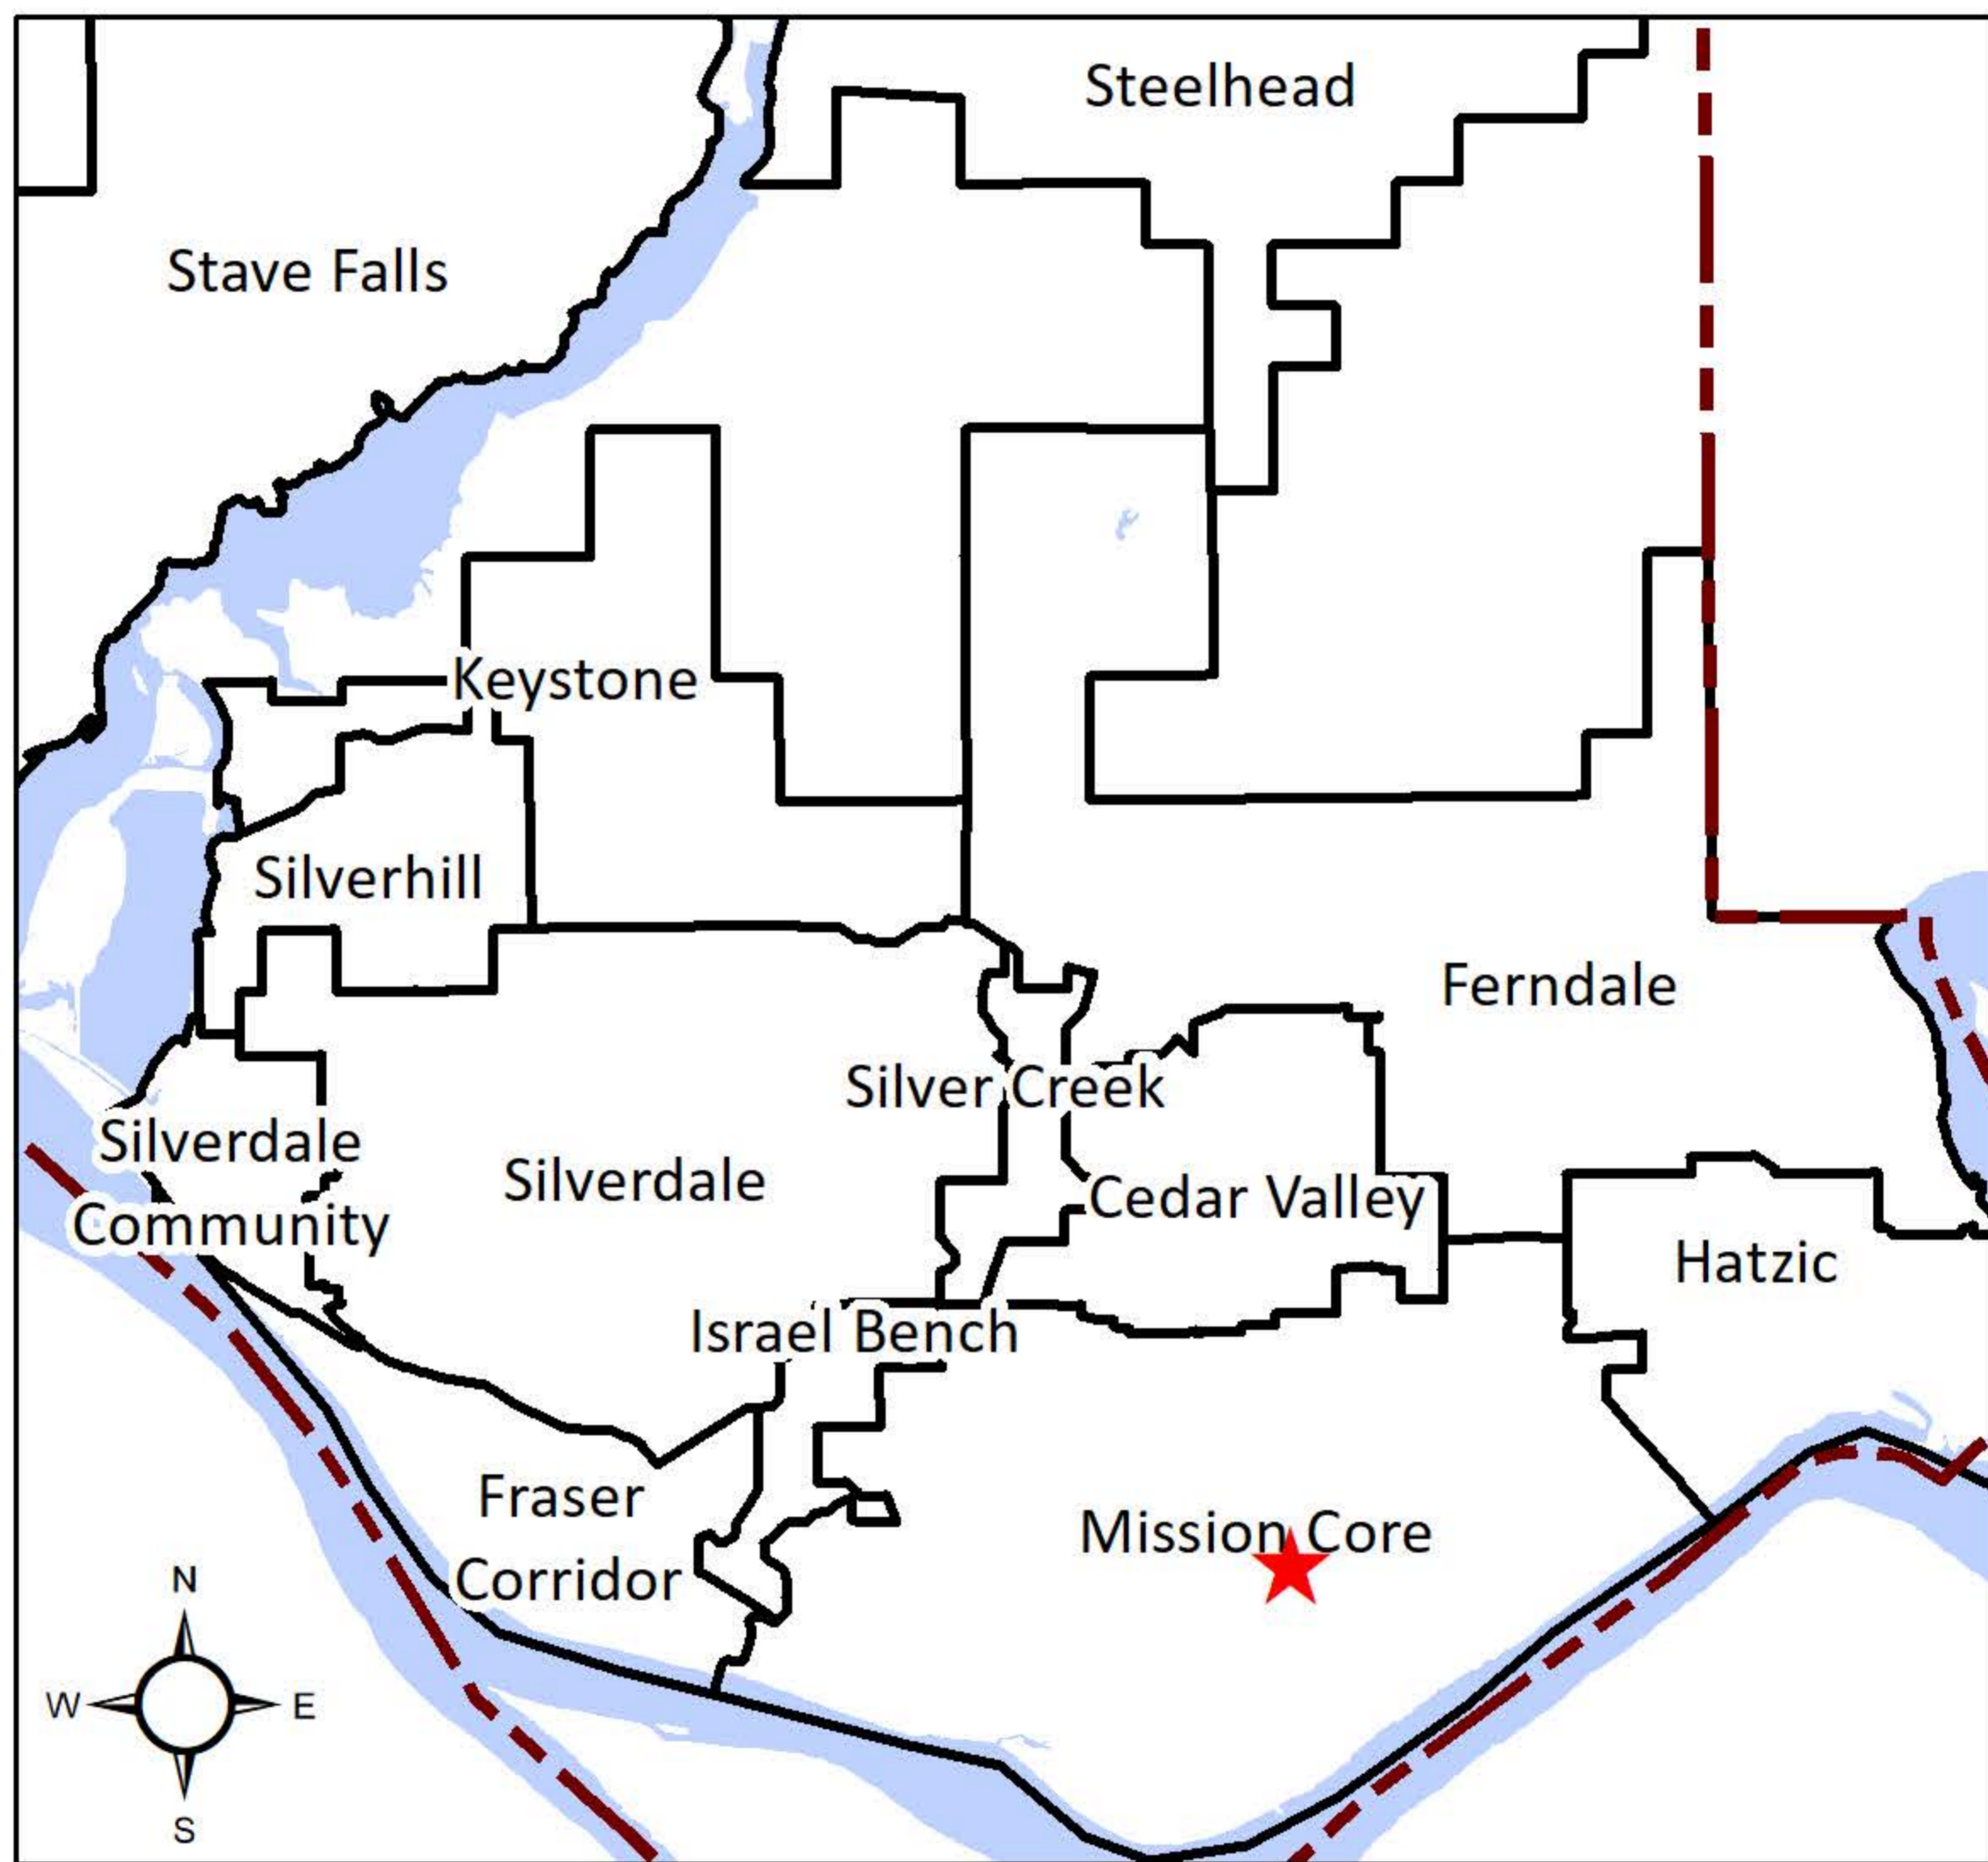 Steelhead
Stave Falls
Keystone
Silverhill
Ferndale
Silver Creek
Silverdale
Community
Silverdale
Cedar Valley
Hatzic
Israel Bench
Fraser
Corridor
Mission Core
N
W
E
S